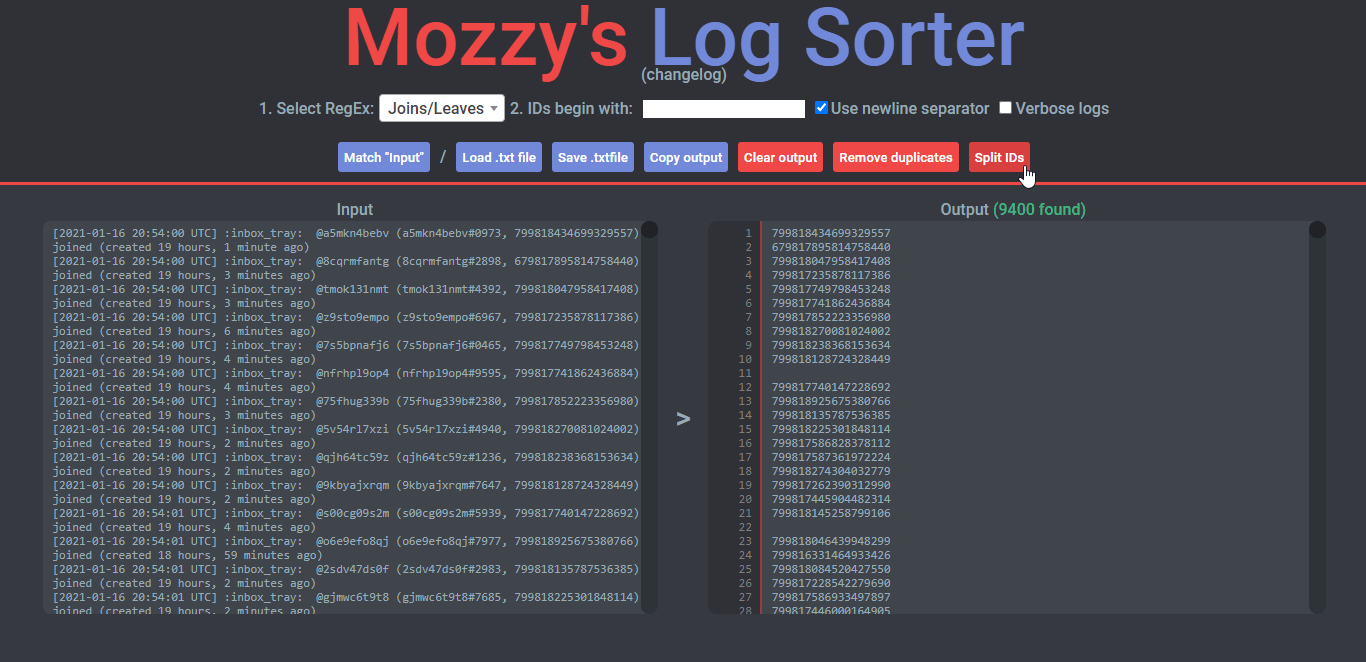 Mozzy's Log Sorter
(changelog)
1. Select RegEx: Joins/Leaves 2. IDs begin with: Use newline separator Verbose logs
Match "Input" / Load .txt file Save .txtfile Copy output Clear output Remove duplicates Split IDs
Input
[2021-01-16 20:54:00 UTC] :inbox_tray: @a5mkn4bebv (a5mkn4bebv#0973, 799818434699329557)
joined (created 19 hours, 1 minute ago)
[2021-01-16 20:54:00 UTC] :inbox_tray: @8cqrmfantg (8cqrmfantg#2898, 679817895814758440)
joined (created 19 hours, 3 minutes ago)
[2021-01-16 20:54:00 UTC] :inbox_tray: @tmok131nmt (tmok131nmt#4392, 799818047958417408)
joined (created 19 hours, 3 minutes ago)
[2021-01-16 20:54:00 UTC] :inbox_tray: @z9sto9empo (z9sto9empo#6967, 799817235878117386)
joined (created 19 hours, 6 minutes ago)
[2021-01-16 20:54:00 UTC] :inbox_tray: @7s5bpnafj6 (7s5bpnafj6#0465, 799817749798453248)
joined (created 19 hours, 4 minutes ago)
[2021-01-16 20:54:00 UTC] :inbox_tray: @nfrhpl9op4 (nfrhpl9op4#9595, 799817741862436884)
joined (created 19 hours, 4 minutes ago)
[2021-01-16 20:54:00 UTC] :inbox_tray: @75fhug339b (75fhug339b#2380, 799817852223356980)
joined (created 19 hours, 3 minutes ago)
[2021-01-16 20:54:00 UTC] :inbox_tray: @5v54rl7xzi (5v54rl7xzi#4940, 799818270081024002)
joined (created 19 hours, 2 minutes ago)
[2021-01-16 20:54:00 UTC] :inbox_tray: @qjh64tc59z (qjh64tc59z#1236, 799818238368153634)
joined (created 19 hours, 2 minutes ago)
[2021-01-16 20:54:00 UTC] :inbox_tray: @9kbyajxrqm (9kbyajxrqm#7647, 799818128724328449)
joined (created 19 hours, 2 minutes ago)
[2021-01-16 20:54:01 UTC] :inbox_tray: @s00cg09s2m (s00cg09s2m#5939, 799817740147228692)
joined (created 19 hours, 4 minutes ago)
[2021-01-16 20:54:01 UTC] :inbox_tray: @o6e9efo8qj (o6e9efo8qj#7977, 799818925675380766)
joined (created 18 hours, 59 minutes ago)
[2021-01-16 20:54:01 UTC] :inbox_tray: @2sdv47ds0f (2sdv47ds0f#2983, 799818135787536385)
joined (created 19 hours, 2 minutes ago)
[2021-01-16 20:54:01 UTC] :inbox_tray: @gjmwc6t9t8 (gjmwc6t9t8#7685, 799818225301848114)
joined (created 19 hours, 2 minutes ago)
>
Output (9400 found)
1 799818434699329557
2 679817895814758440
3 799818047958417408
4 799817235878117386
5 799817749798453248
6 799817741862436884
7 799817852223356980
8 799818270081024002
9 799818238368153634
10 799818128724328449
11
12 799817740147228692
13 799818925675380766
14 799818135787536385
15 799818225301848114
16 799817586828378112
17 799817587361972224
18 799818274304032779
19 799817262390312990
20 799817445904482314
21 799818145258799106
22
23 799818046439948299
24 799816331464933426
25 799818084520427550
26 799817228542279690
27 799817586933497897
28 799817446000164905